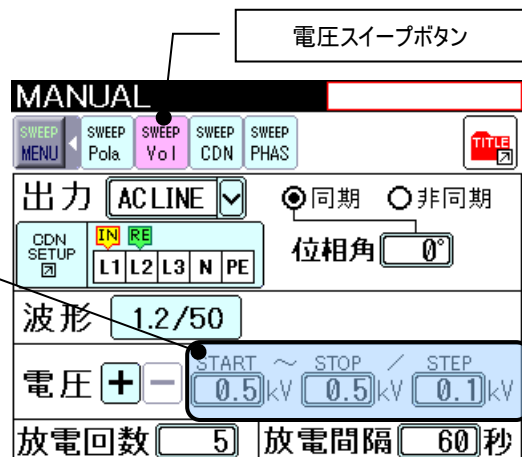 電圧スイープボタン
MANUAL
SWEEP MENU SWEEP Pola SWEEP Vol SWEEP CDN SWEEP PHAS TITLE
出力 AC LINE 同期 非同期
CDN SETUP IN RE L1 L2 L3 N PE 位相角 0°
波形 1.2/50
START ~ STOP / STEP
電圧 + - 0.5 kV 0.5 kV 0.1 kV
放電回数 5 放電間隔 60 秒